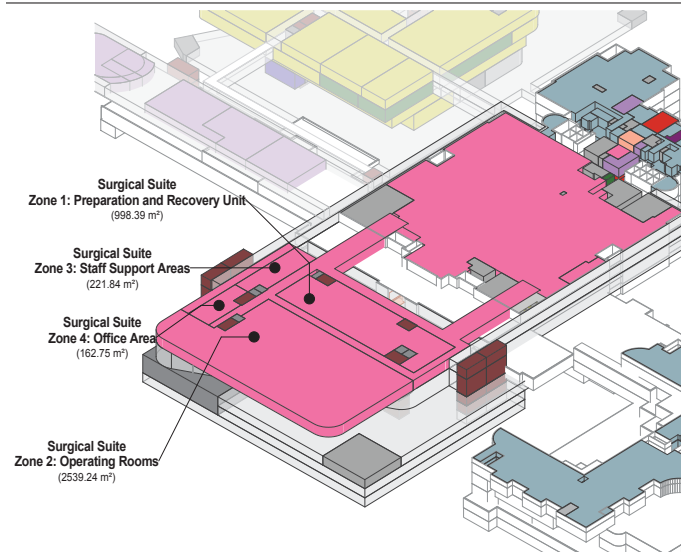 Surgical Suite
Zone 1: Preparation and Recovery Unit
(998.39 m²)
Surgical Suite
Zone 3: Staff Support Areas
(221.84 m²)
Surgical Suite
Zone 4: Office Area
(162.75 m²)
Surgical Suite
Zone 2: Operating Rooms
(2539.24 m²)